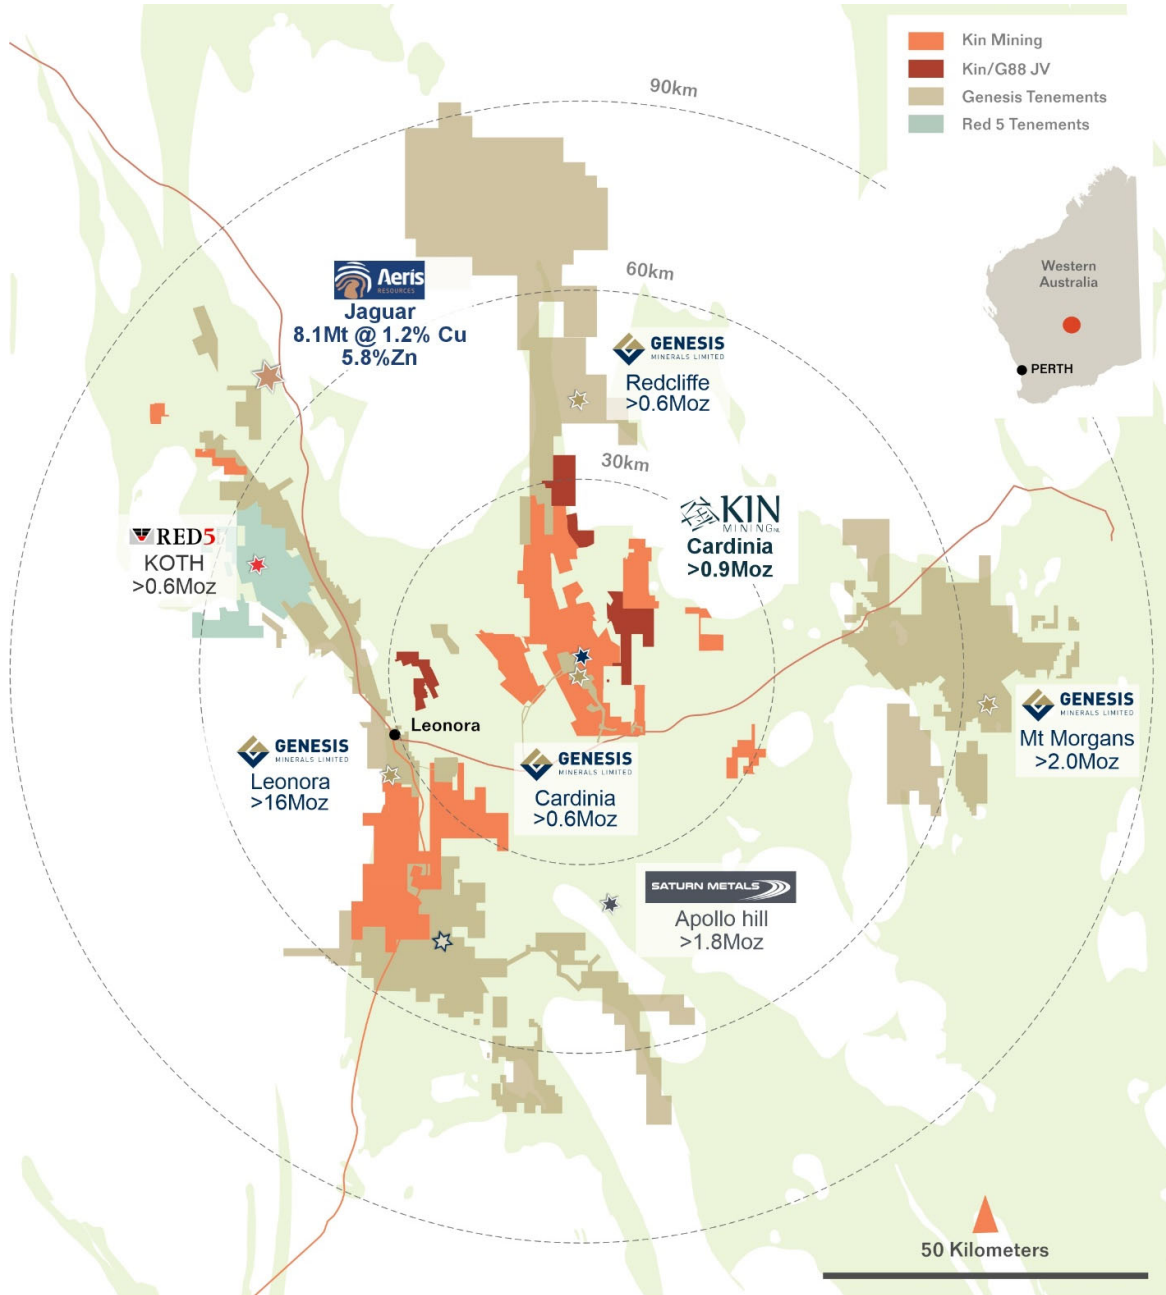 Kin Mining
Kin/G88 JV
Genesis Tenements
Red 5 Tenements
90km
Western
Australia
PERTH
60km
Aeris
RESOURCES
Jaguar
8.1Mt @ 1.2% Cu
5.8%Zn
GENESIS
MINERALS LIMITED
Redcliffe
>0.6Moz
30km
KIN
MINING NL
Cardinia
>0.9Moz
RED5
KOTH
>0.6Moz
Leonora
GENESIS
MINERALS LIMITED
Mt Morgans
>2.0Moz
GENESIS
MINERALS LIMITED
Leonora
>16Moz
GENESIS
MINERALS LIMITED
Cardinia
>0.6Moz
SATURN METALS
Apollo hill
>1.8Moz
50 Kilometers